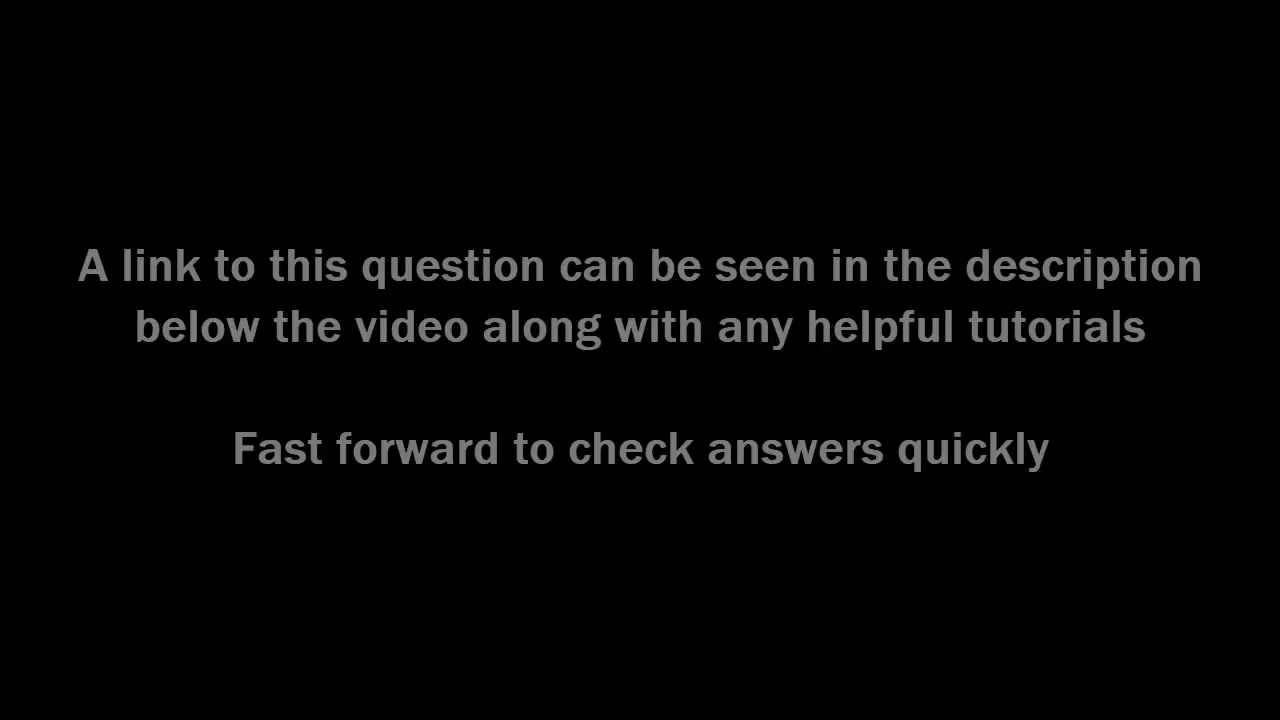 A link to this question can be seen in the description
below the video along with any helpful tutorials
Fast forward to check answers quickly